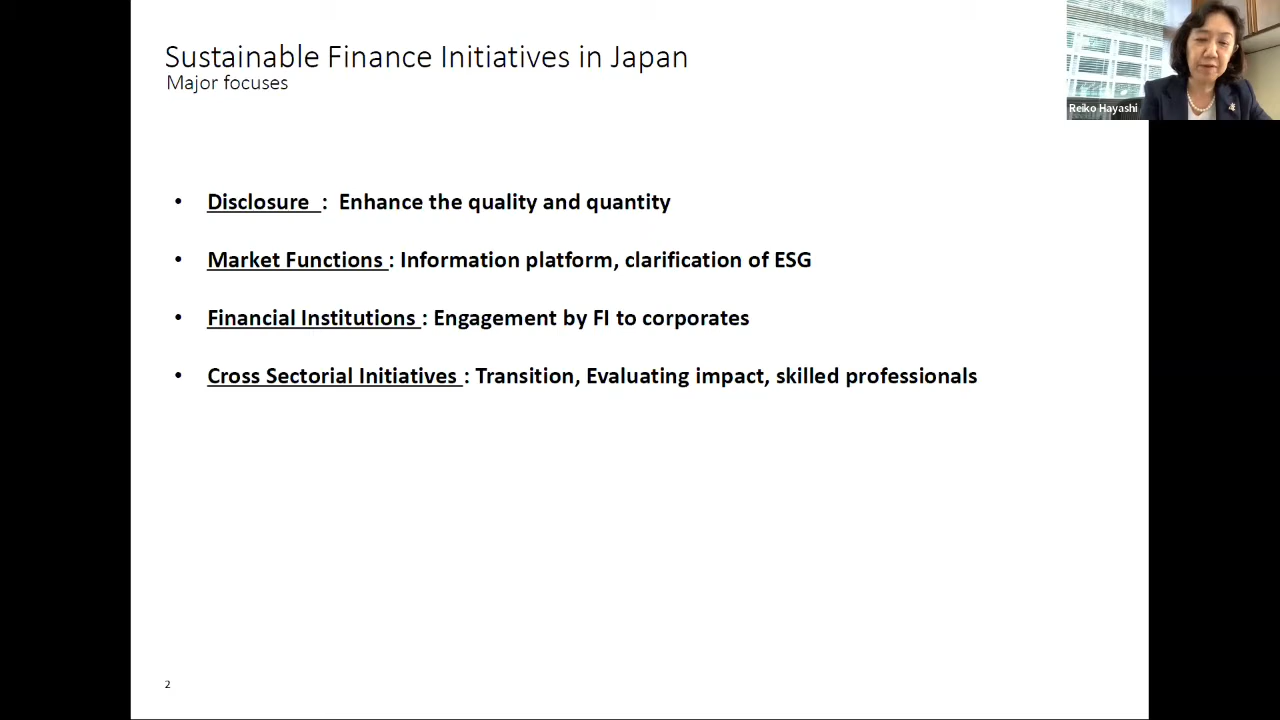 Sustainable Finance Initiatives in Japan
Major focuses
Reiko Hayashi
• Disclosure : Enhance the quality and quantity
• Market Functions : Information platform, clarification of ESG
• Financial Institutions : Engagement by FI to corporates
• Cross Sectorial Initiatives : Transition, Evaluating impact, skilled professionals
2